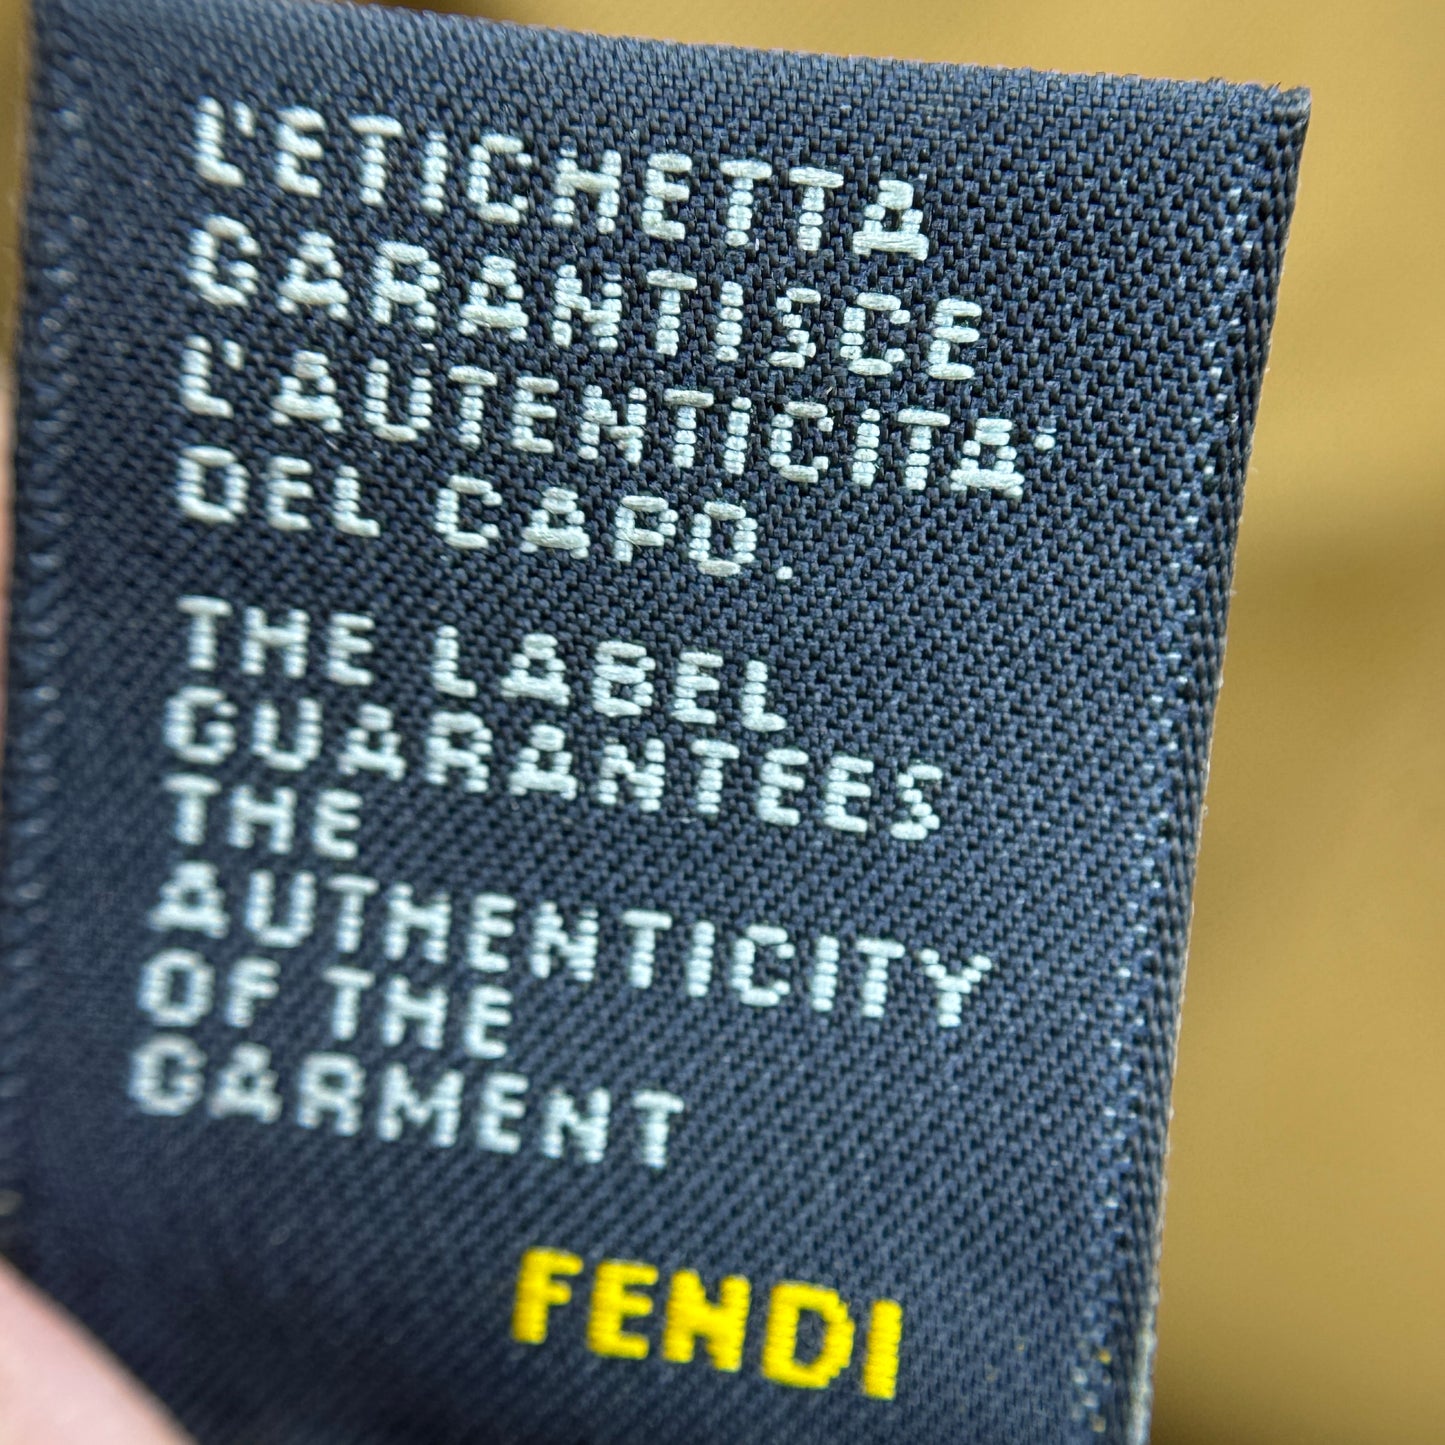 L'ETICHETTA
GARANTISCE
L'AUTENTICITA'
DEL CAPO.
THE LABEL
GUARANTEES
THE
AUTHENTICITY
OF THE
GARMENT
FENDI